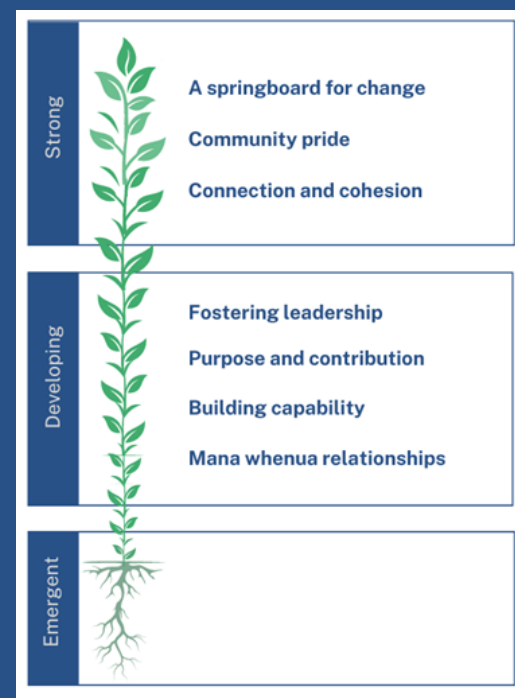 Strong
A springboard for change
Community pride
Connection and cohesion
Developing
Fostering leadership
Purpose and contribution
Building capability
Mana whenua relationships
Emergent